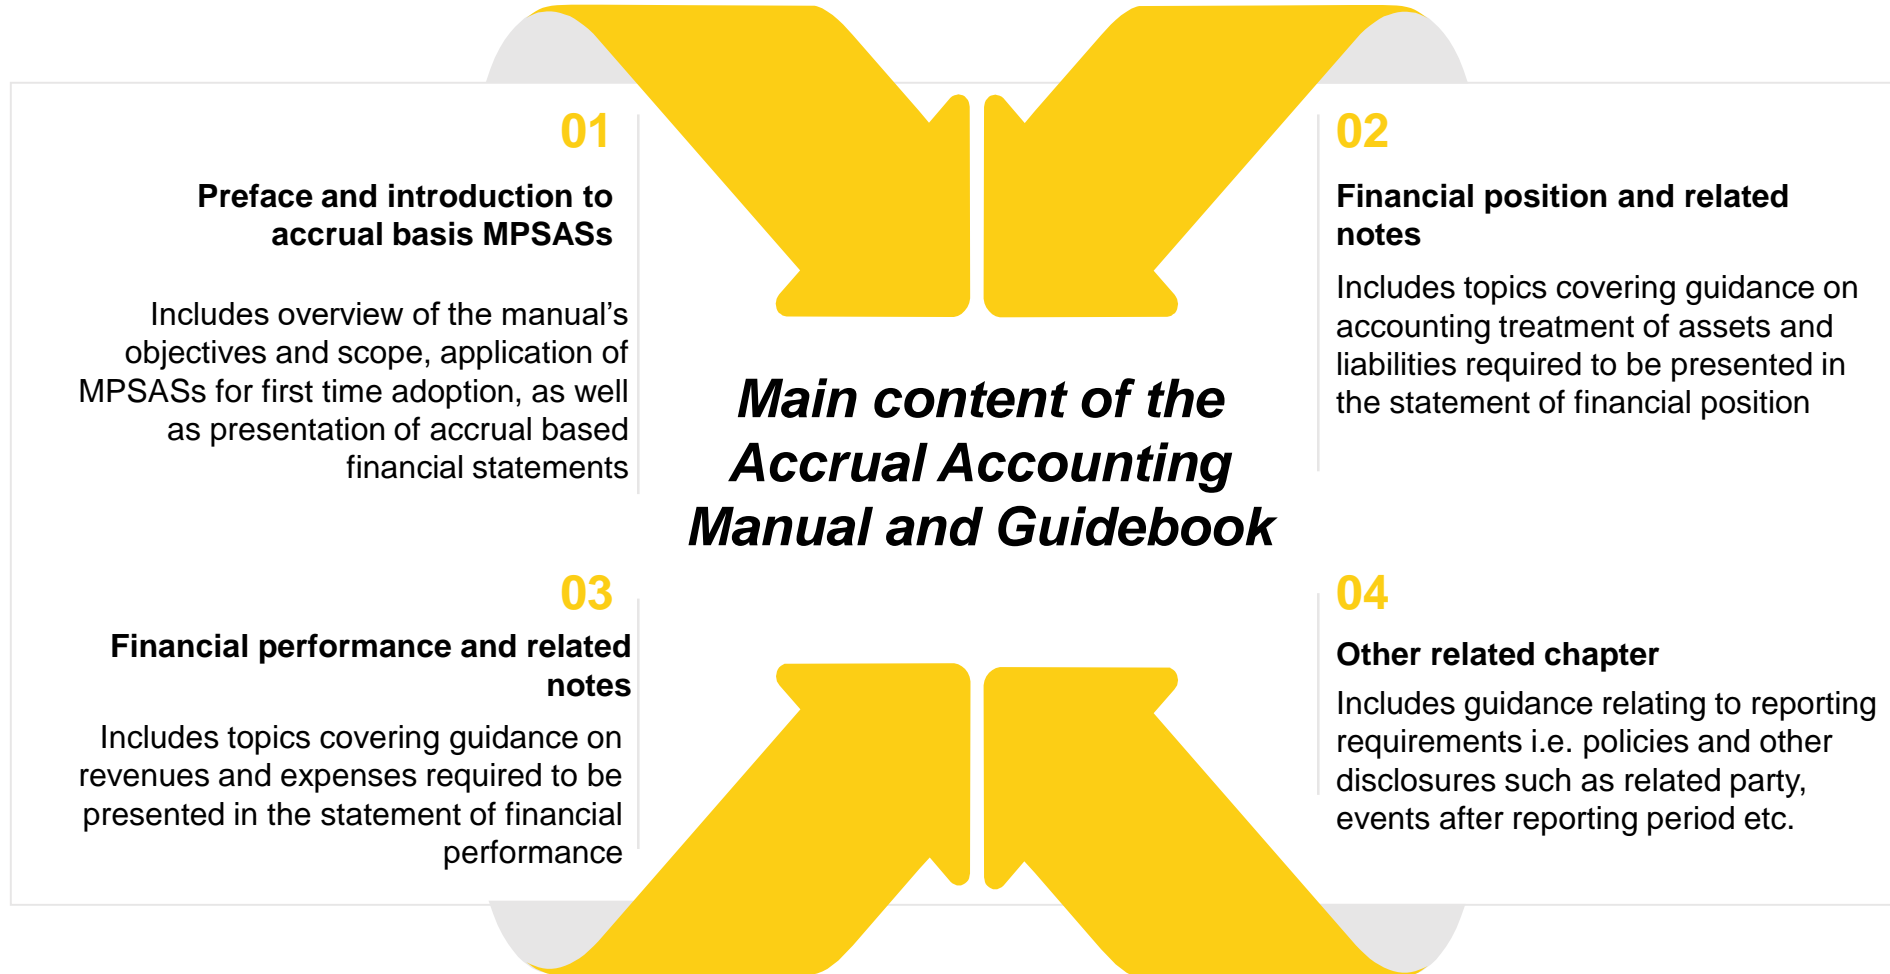 01
Preface and introduction to
accrual basis MPSASs
Includes overview of the manual’s
objectives and scope, application of
MPSASs for first time adoption, as well
as presentation of accrual based
financial statements
02
Financial position and related
notes
Includes topics covering guidance on
accounting treatment of assets and
liabilities required to be presented in
the statement of financial position
Main content of the
Accrual Accounting
Manual and Guidebook
03
Financial performance and related
notes
Includes topics covering guidance on
revenues and expenses required to be
presented in the statement of financial
performance
04
Other related chapter
Includes guidance relating to reporting
requirements i.e. policies and other
disclosures such as related party,
events after reporting period etc.